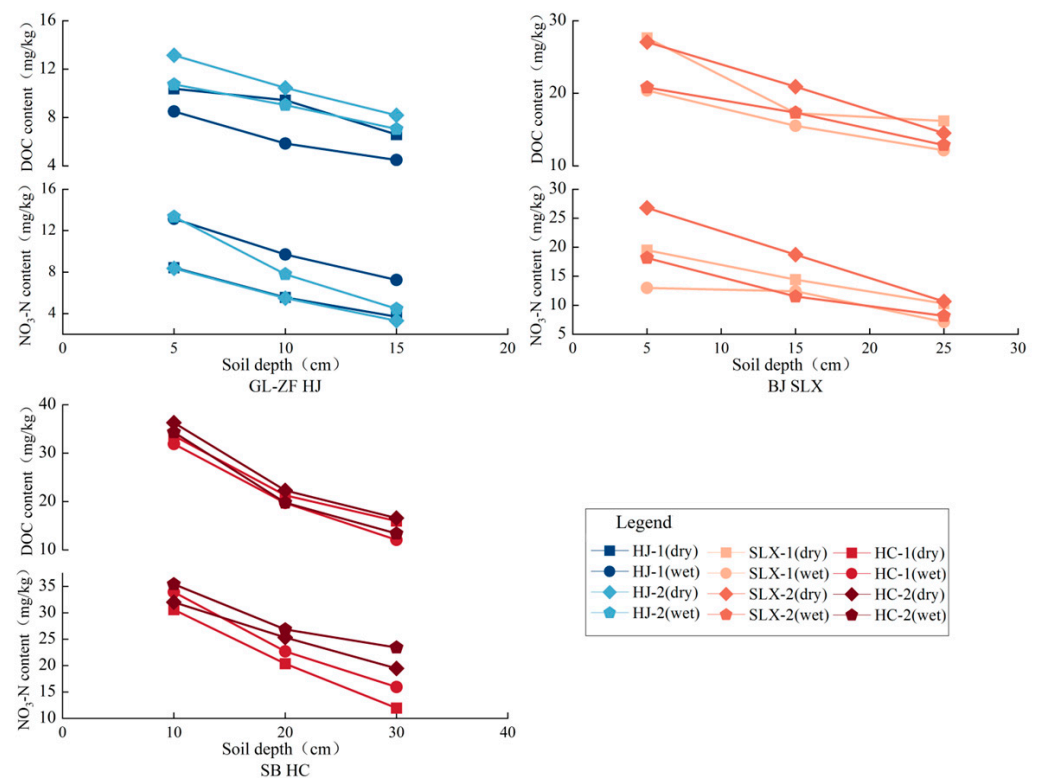 DOC content（mg/kg）
16
12
8
4
NO₃-N content（mg/kg）
16
12
8
4
0 5 10 15 20
Soil depth（cm）
GL-ZF HJ
DOC content（mg/kg）
30
20
10
NO₃-N content（mg/kg）
30
25
20
15
10
5
0 5 10 15 20 25 30
Soil depth（cm）
BJ SLX
DOC content（mg/kg）
40
30
20
10
NO₃-N content（mg/kg）
35
30
25
20
15
10
0 10 20 30 40
Soil depth（cm）
SB HC
Legend
HJ-1(dry) SLX-1(dry) HC-1(dry)
HJ-1(wet) SLX-1(wet) HC-1(wet)
HJ-2(dry) SLX-2(dry) HC-2(dry)
HJ-2(wet) SLX-2(wet) HC-2(wet)